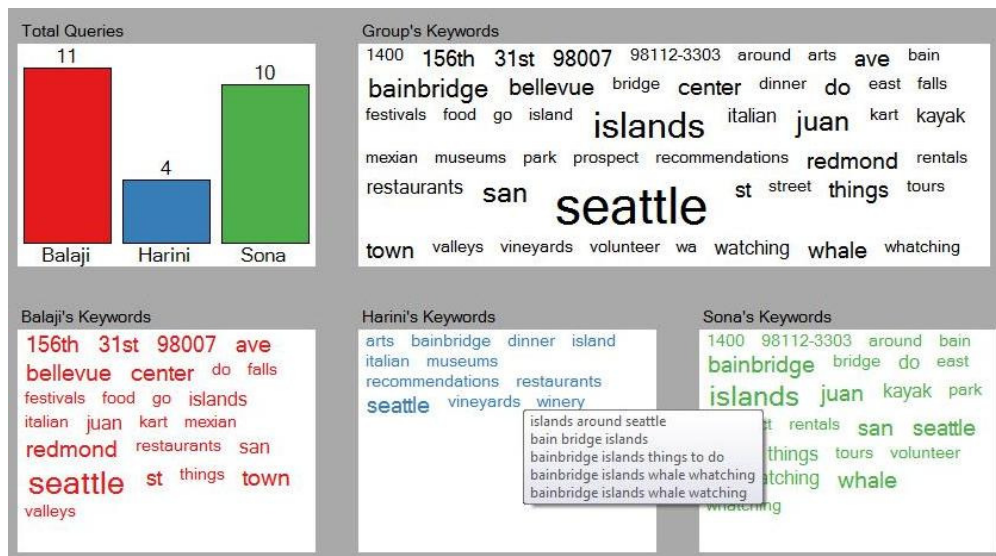 Total Queries
11
4
10
Balaji Harini Sona
Group's Keywords
1400 156th 31st 98007 98112-3303 around arts ave bain
bainbridge bellevue bridge center dinner do east falls
festivals food go island islands italian juan kart kayak
mexian museums park prospect recommendations redmond rentals
restaurants san seattle st street things tours
town valleys vineyards volunteer wa watching whale whatching
Balaji's Keywords
156th 31st 98007 ave
bellevue center do falls
festivals food go islands
italian juan kart mexian
redmond restaurants san
seattle st things town
valleys
Harini's Keywords
arts bainbridge dinner island
italian museums
recommendations restaurants
seattle vineyards winery
islands around seattle
bain bridge islands
bainbridge islands things to do
bainbridge islands whale whatching
bainbridge islands whale watching
Sona's Keywords
1400 98112-3303 around bain
bainbridge bridge do east
islands juan kayak park
rentals san seattle
things tours volunteer
whale
whatching